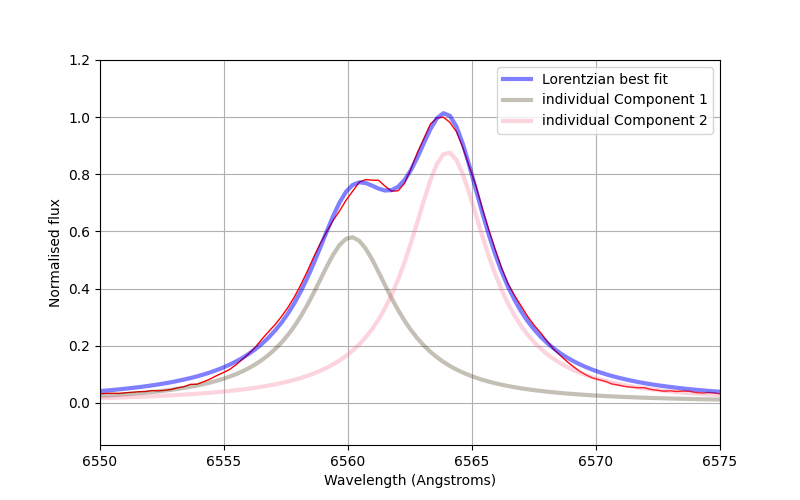 1.2
1.0
0.8
0.6
0.4
0.2
0.0
Normalised flux
Lorentzian best fit
individual Component 1
individual Component 2
6550 6555 6560 6565 6570 6575
Wavelength (Angstroms)